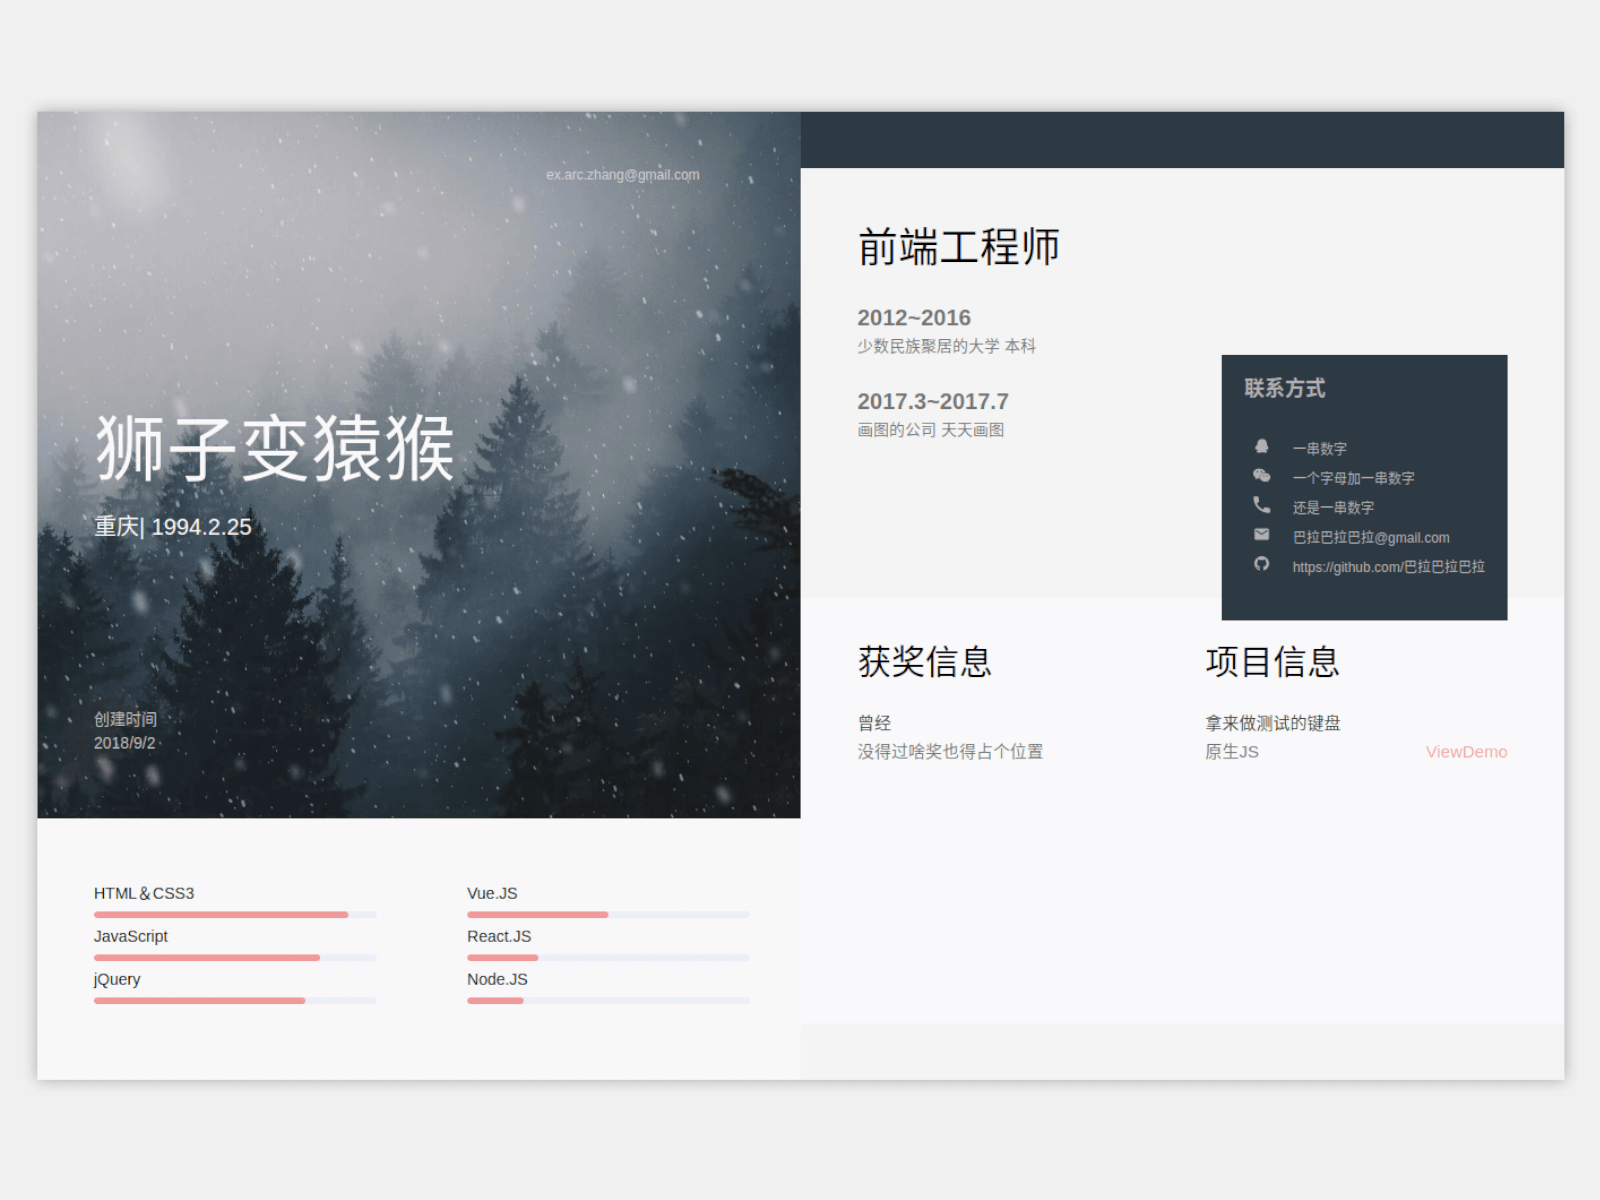 ex.arc.zhang@gmail.com
狮子变猿猴
重庆| 1994.2.25
创建时间
2018/9/2
HTML＆CSS3
JavaScript
jQuery
Vue.JS
React.JS
Node.JS
前端工程师
2012~2016
少数民族聚居的大学 本科
2017.3~2017.7
画图的公司 天天画图
联系方式
一串数字
一个字母加一串数字
还是一串数字
巴拉巴拉巴拉@gmail.com
https://github.com/巴拉巴拉巴拉
获奖信息
曾经
没得过啥奖也得占个位置
项目信息
拿来做测试的键盘
原生JS ViewDemo